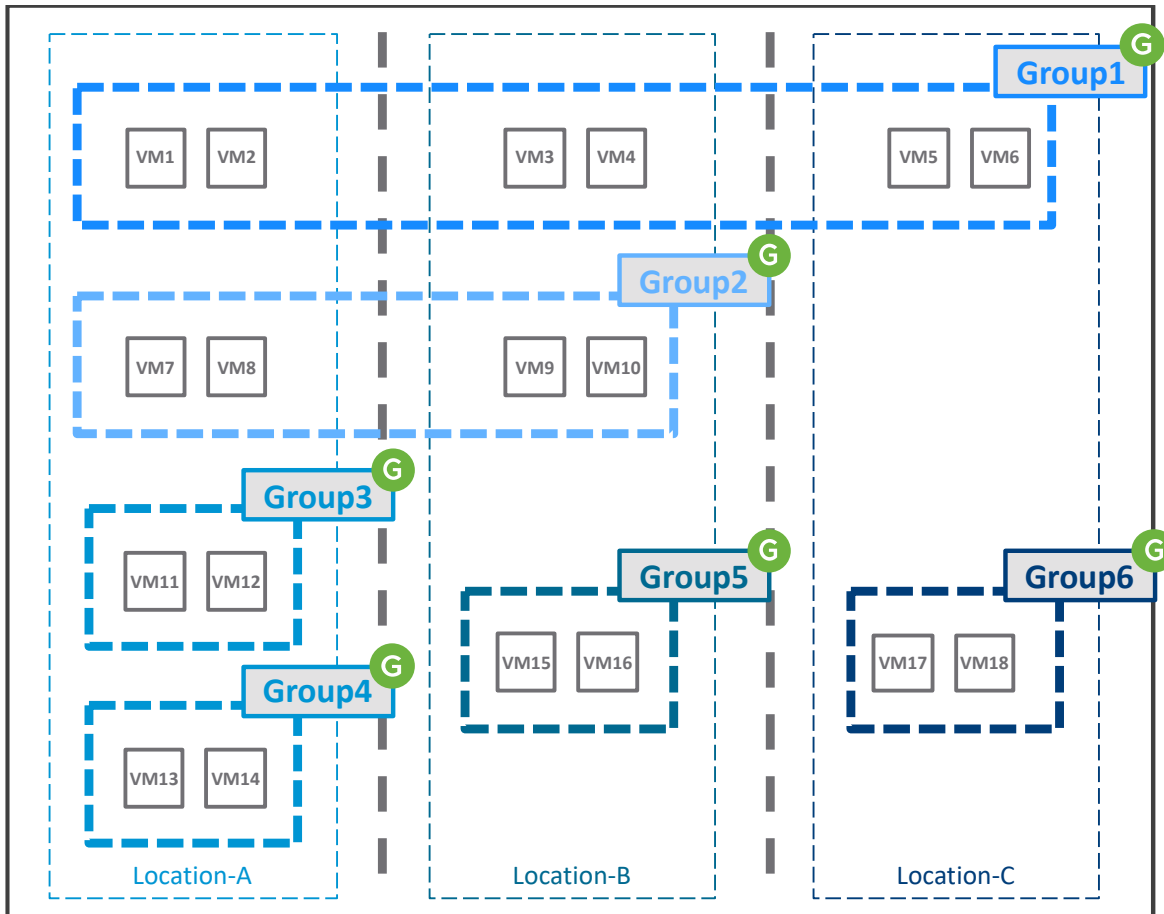 G
Group1
VM1 VM2 VM3 VM4 VM5 VM6
G
Group2
VM7 VM8 VM9 VM10
G
Group3
VM11 VM12
G
Group5
G
Group6
VM15 VM16 VM17 VM18
G
Group4
VM13 VM14
Location-A Location-B Location-C